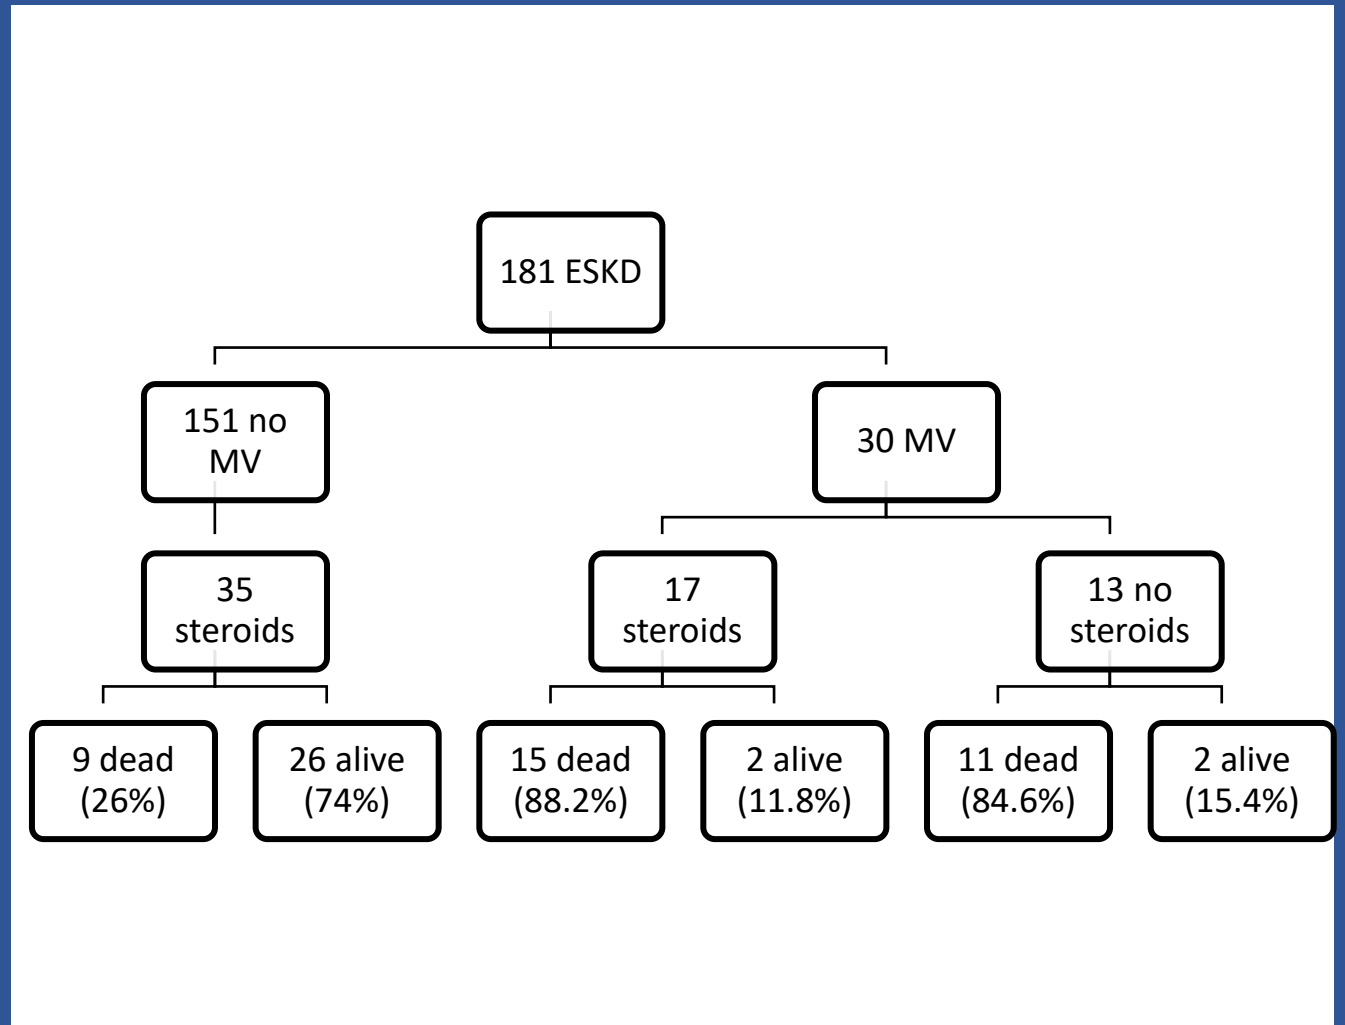 181 ESKD
151 no
MV
30 MV
35
steroids
17
steroids
13 no
steroids
9 dead
(26%)
26 alive
(74%)
15 dead
(88.2%)
2 alive
(11.8%)
11 dead
(84.6%)
2 alive
(15.4%)